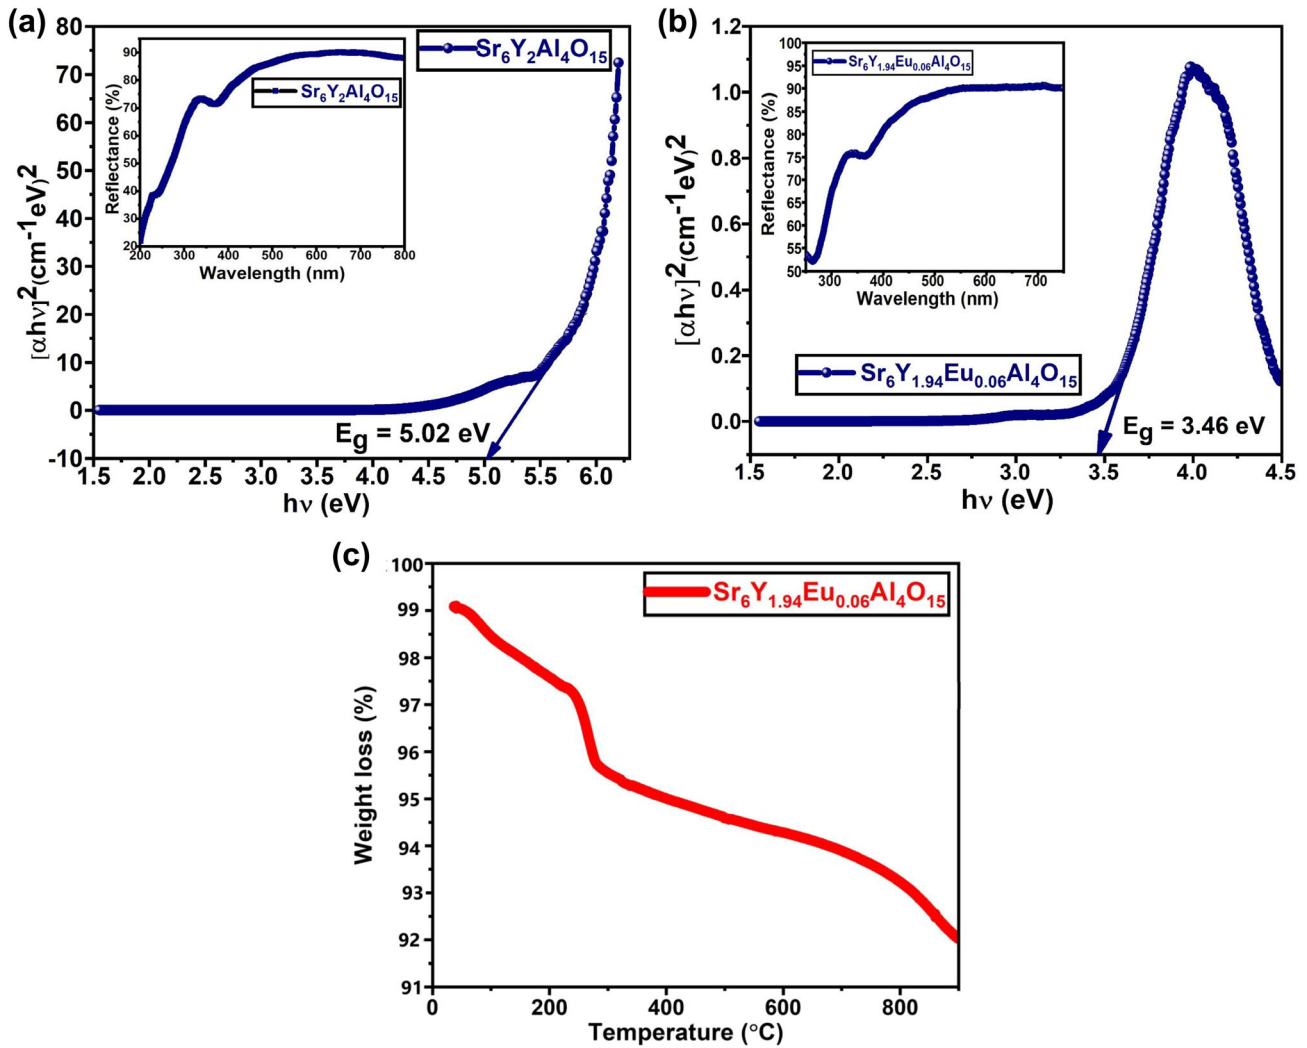 (a)
[αhν]²(cm⁻¹eV)²
80
70
60
50
40
30
20
10
0
-10
1.5 2.0 2.5 3.0 3.5 4.0 4.5 5.0 5.5 6.0
hν (eV)
Sr₆Y₂Al₄O₁₅
E₉ = 5.02 eV
Reflectance (%)
90
80
70
60
50
40
30
20
200 300 400 500 600 700 800
Wavelength (nm)
Sr₆Y₂Al₄O₁₅
(b)
[αhν]²(cm⁻¹eV)²
1.2
1.0
0.8
0.6
0.4
0.2
0.0
1.5 2.0 2.5 3.0 3.5 4.0 4.5
hν (eV)
Sr₆Y₁.₉₄Eu₀.₀₆Al₄O₁₅
Eg = 3.46 eV
Reflectance (%)
100
95
90
85
80
75
70
65
60
55
50
300 400 500 600 700
Wavelength (nm)
Sr₆Y₁.₉₄Eu₀.₀₆Al₄O₁₅
(c)
Weight loss (%)
100
99
98
97
96
95
94
93
92
91
0 200 400 600 800
Temperature (°C)
Sr₆Y₁.₉₄Eu₀.₀₆Al₄O₁₅